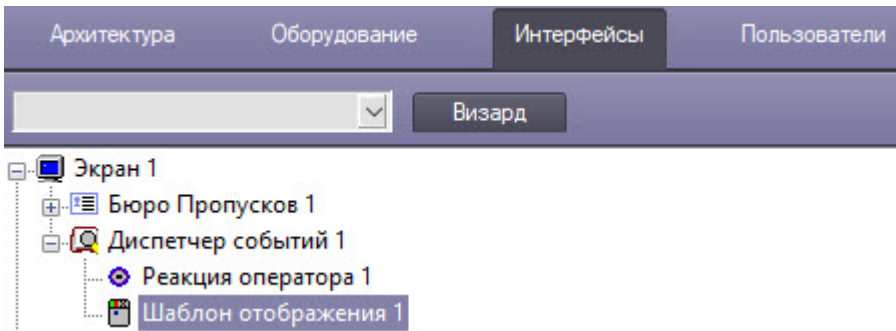 Архитектура Оборудование Интерфейсы Пользователи
Визард
Экран 1
Бюро Пропусков 1
Диспетчер событий 1
Реакция оператора 1
Шаблон отображения 1